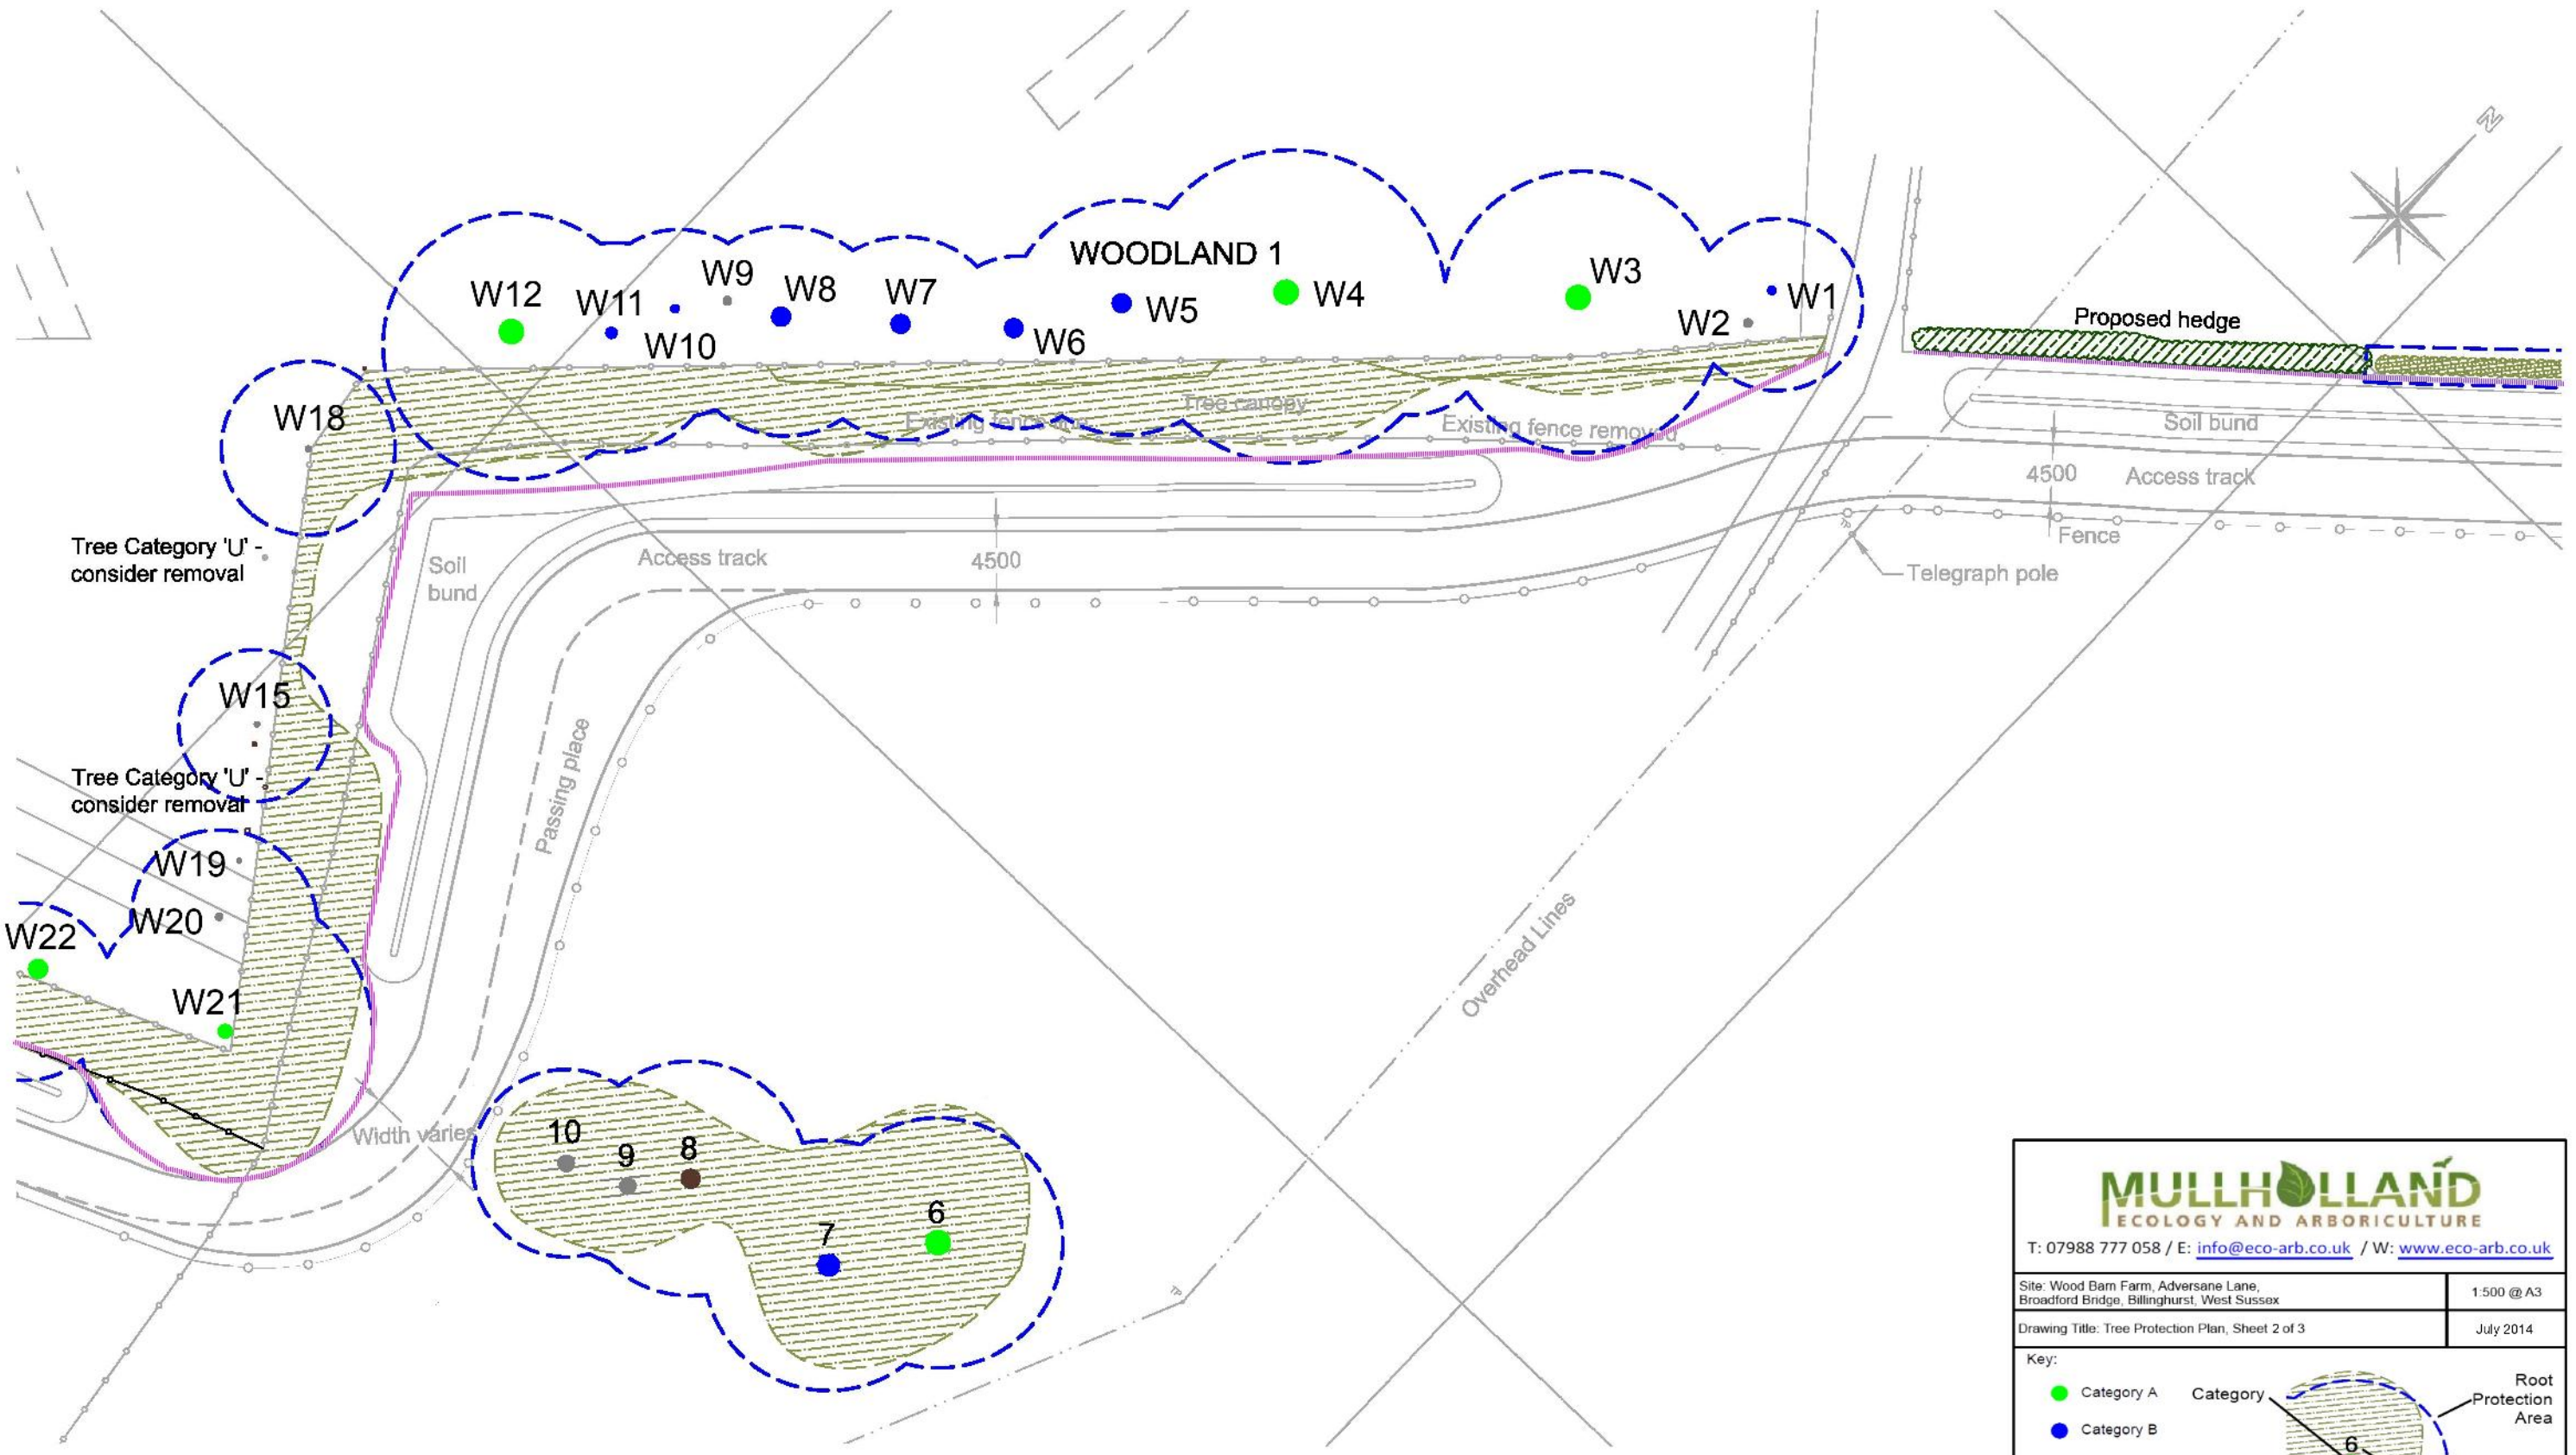 N
WOODLAND 1
W12
W11
W10
W9
W8
W7
W6
W5
W4
W3
W2
W1
Proposed hedge
W18
Existing fence line
Tree canopy
Existing fence removed
Soil bund
4500
Access track
Fence
TP
Telegraph pole
Tree Category 'U' -
consider removal
Soil
bund
Access track
4500
W15
Tree Category 'U' -
consider removal
Passing place
W19
W20
W22
W21
Overhead Lines
Width varies
10
9
8
7
6
TP
MULLHOLLAND
ECOLOGY AND ARBORICULTURE
T: 07988 777 058 / E: info@eco-arb.co.uk / W: www.eco-arb.co.uk
Site: Wood Barn Farm, Adversane Lane,
Broadford Bridge, Billinghurst, West Sussex
1:500 @ A3
Drawing Title: Tree Protection Plan, Sheet 2 of 3
July 2014
Key:
Category A
Category B
Category
Root
Protection
Area
6